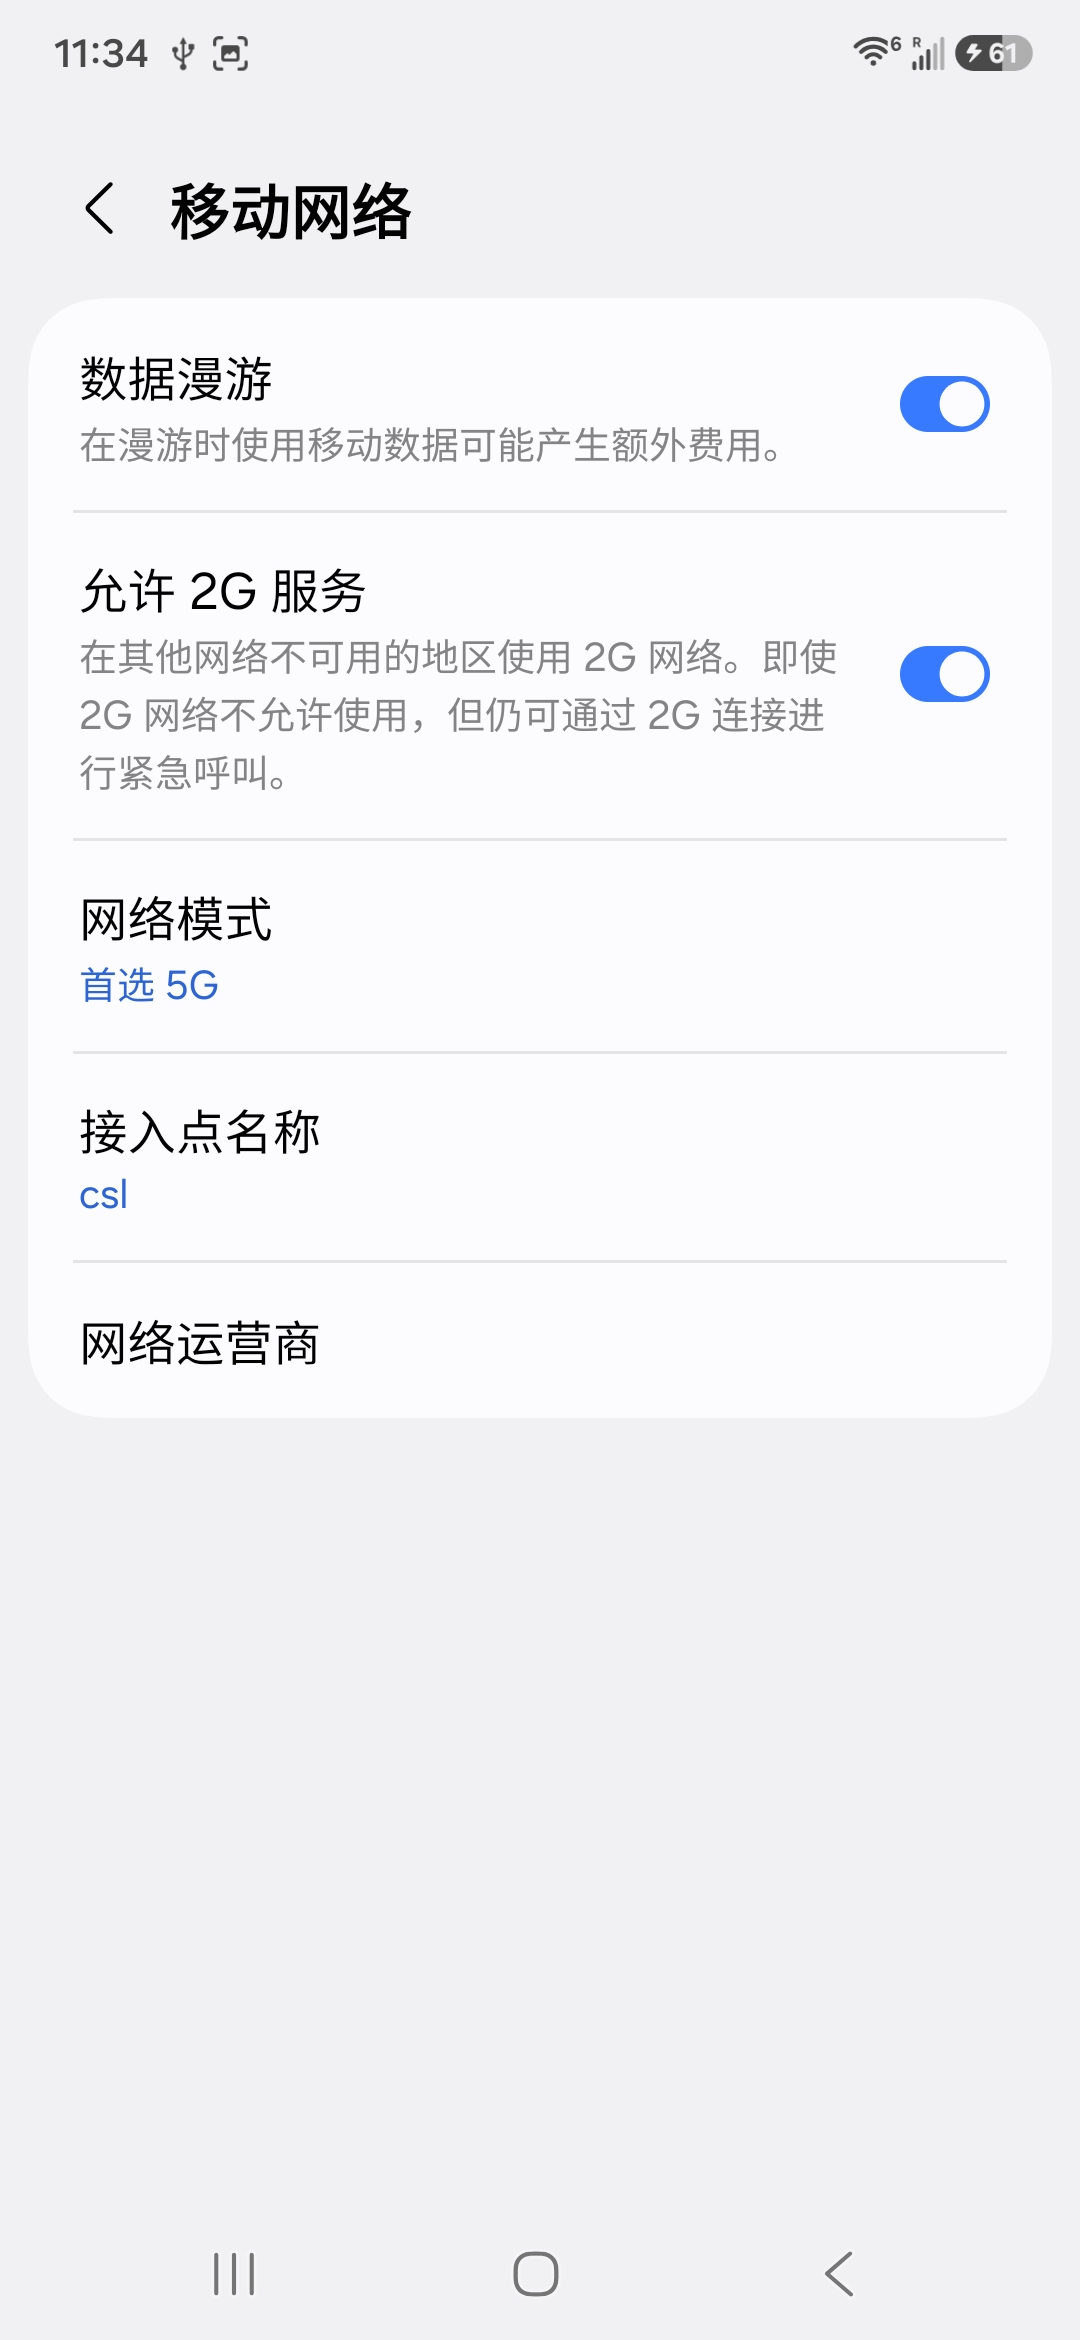 11:34
6 R 61
移动网络
数据漫游
在漫游时使用移动数据可能产生额外费用。
允许 2G 服务
在其他网络不可用的地区使用 2G 网络。即使
2G 网络不允许使用，但仍可通过 2G 连接进
行紧急呼叫。
网络模式
首选 5G
接入点名称
csl
网络运营商